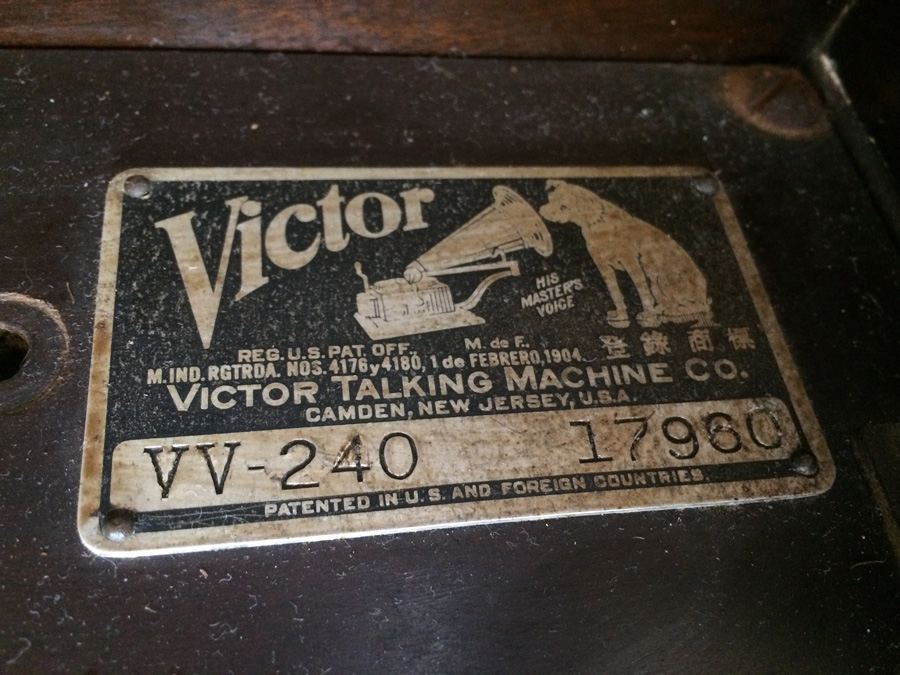 Victor
HIS
MASTER'S
VOICE
REG. U.S. PAT. OFF. M. de F.
M. IND. RGTRDA. NOS. 4176 y 4180, 1 de FEBRERO, 1904. 登錄商標
VICTOR TALKING MACHINE CO.
CAMDEN, NEW JERSEY, U.S.A.
VV-240 17960
PATENTED IN U.S. AND FOREIGN COUNTRIES.